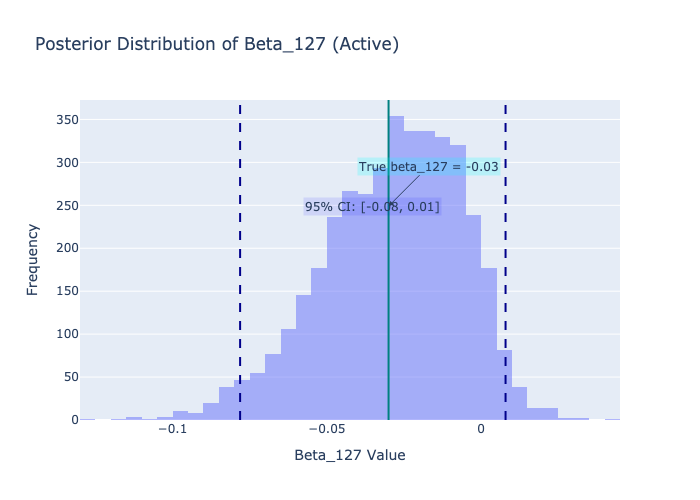 Posterior Distribution of Beta_127 (Active)
350
300
250
200
150
100
50
0
Frequency
True beta_127 = -0.03
95% CI: [-0.08, 0.01]
−0.1
−0.05
0
Beta_127 Value